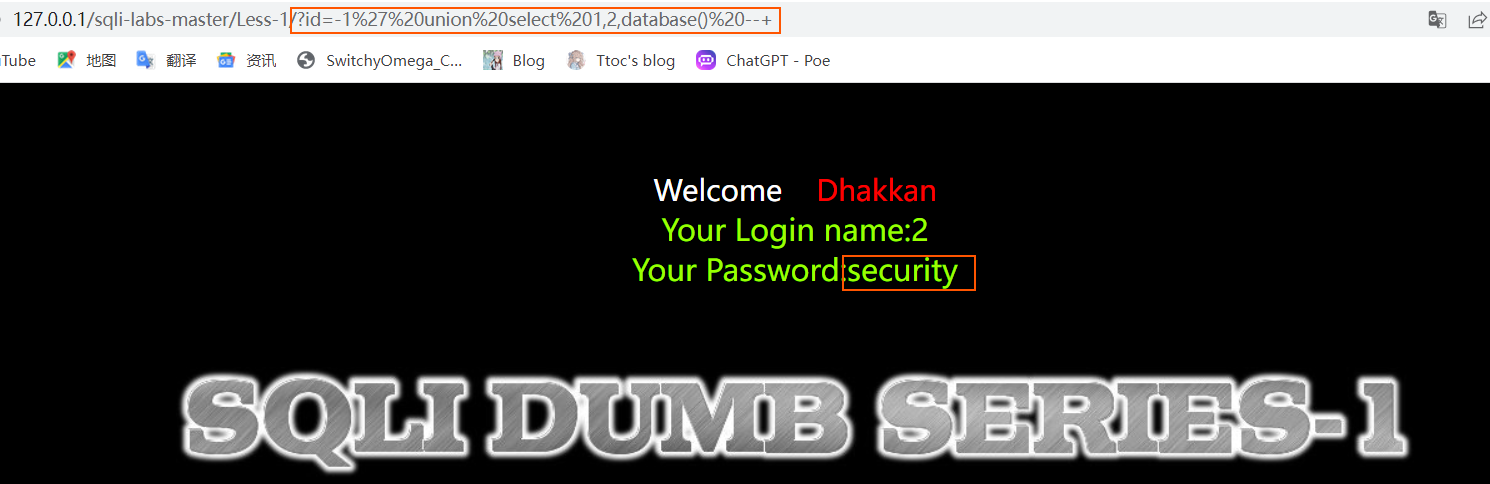 127.0.0.1/sqli-labs-master/Less-1/?id=-1%27%20union%20select%201,2,database()%20--+
Tube 地图 翻译 资讯 SwitchyOmega_C... Blog Ttoc's blog ChatGPT - Poe
Welcome Dhakkan
Your Login name:2
Your Password:security
SQLI DUMB SERIES-1